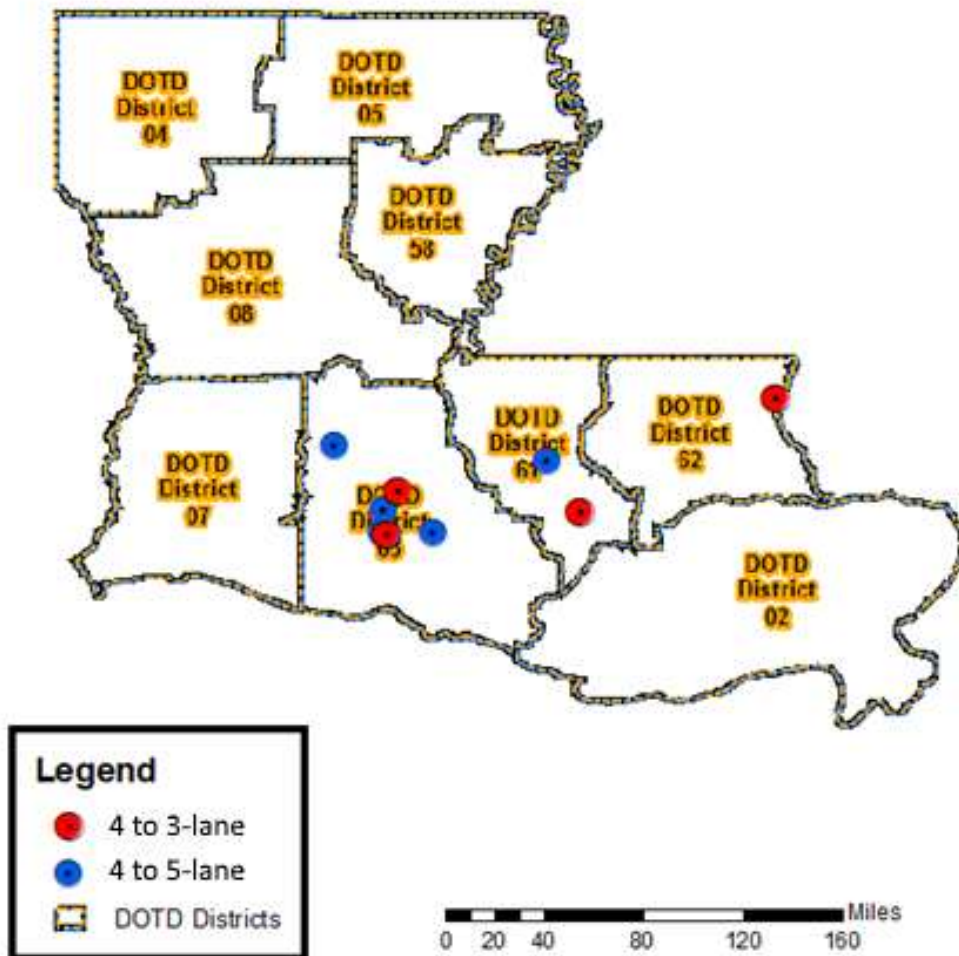 DOTD
District
04
DOTD
District
05
DOTD
District
58
DOTD
District
08
DOTD
District
61
DOTD
District
62
DOTD
District
07
District
DOTD
District
02
Legend
4 to 3-lane
4 to 5-lane
DOTD Districts
Miles
0 20 40 80 120 160